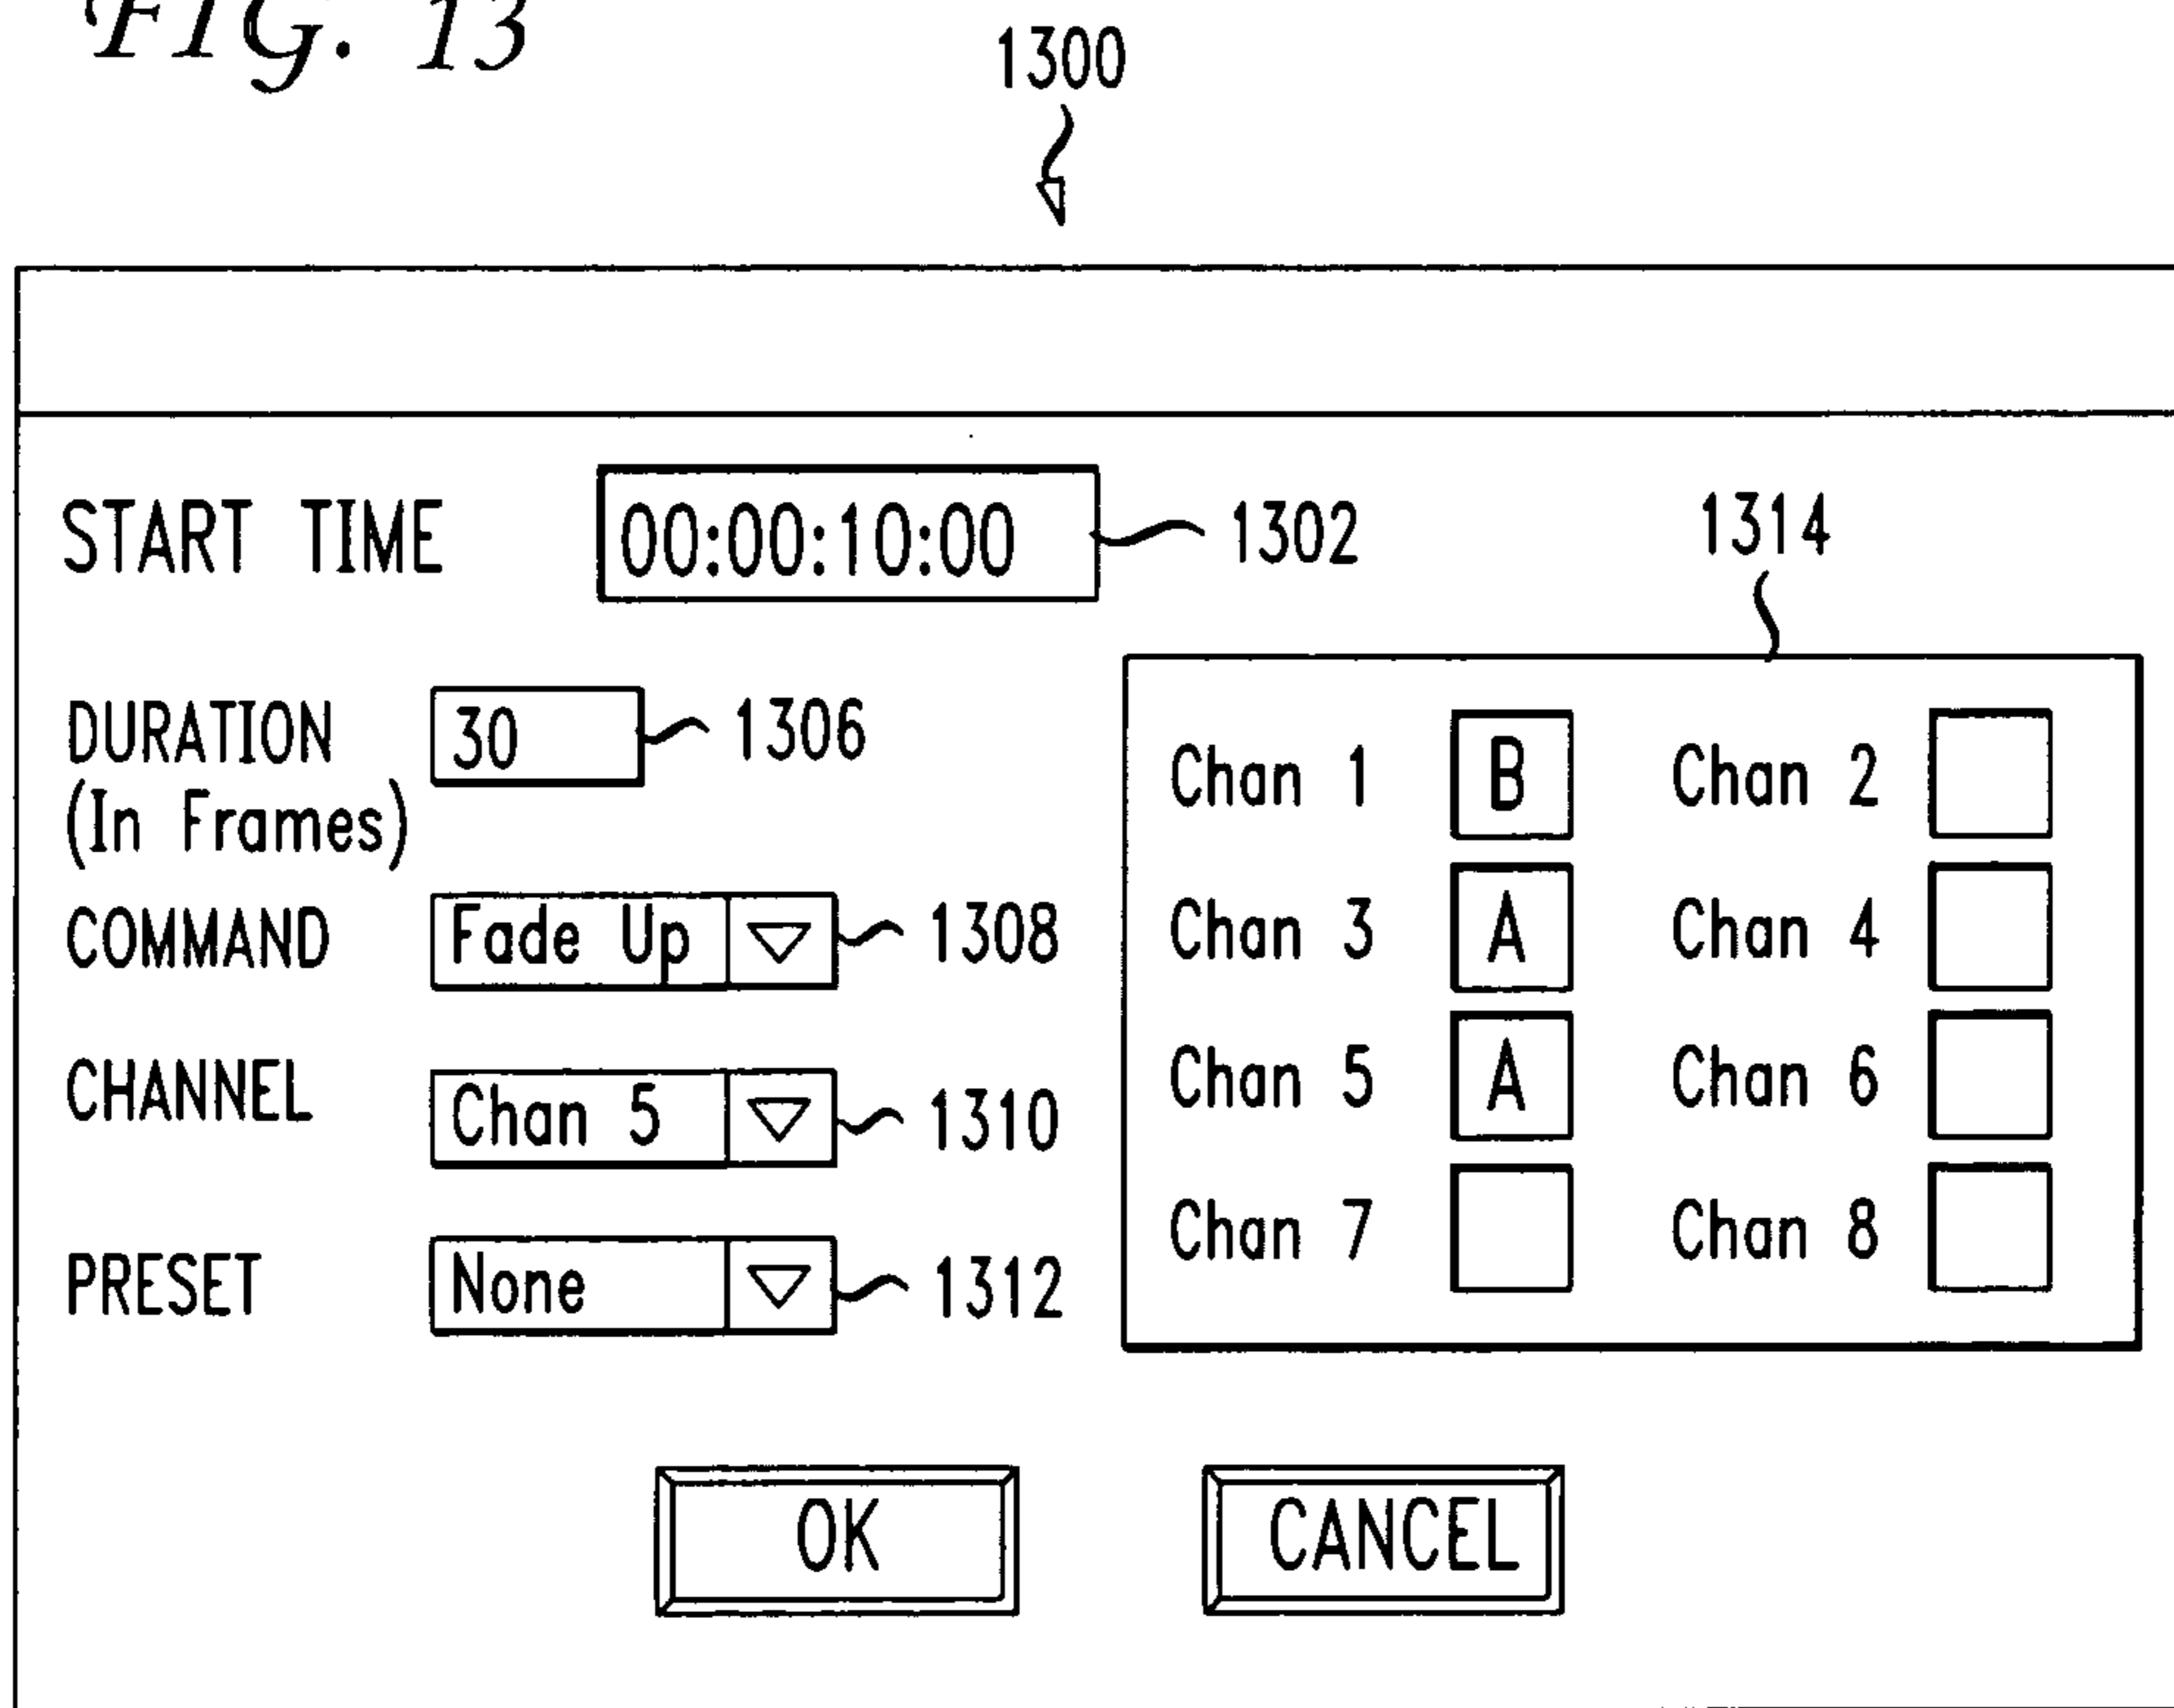 FIG. 13
1300
START TIME 00:00:10:00 1302
1314
DURATION 30 1306
(In Frames)
COMMAND Fade Up 1308
CHANNEL Chan 5 1310
PRESET None 1312
Chan 1 B Chan 2
Chan 3 A Chan 4
Chan 5 A Chan 6
Chan 7 Chan 8
OK CANCEL